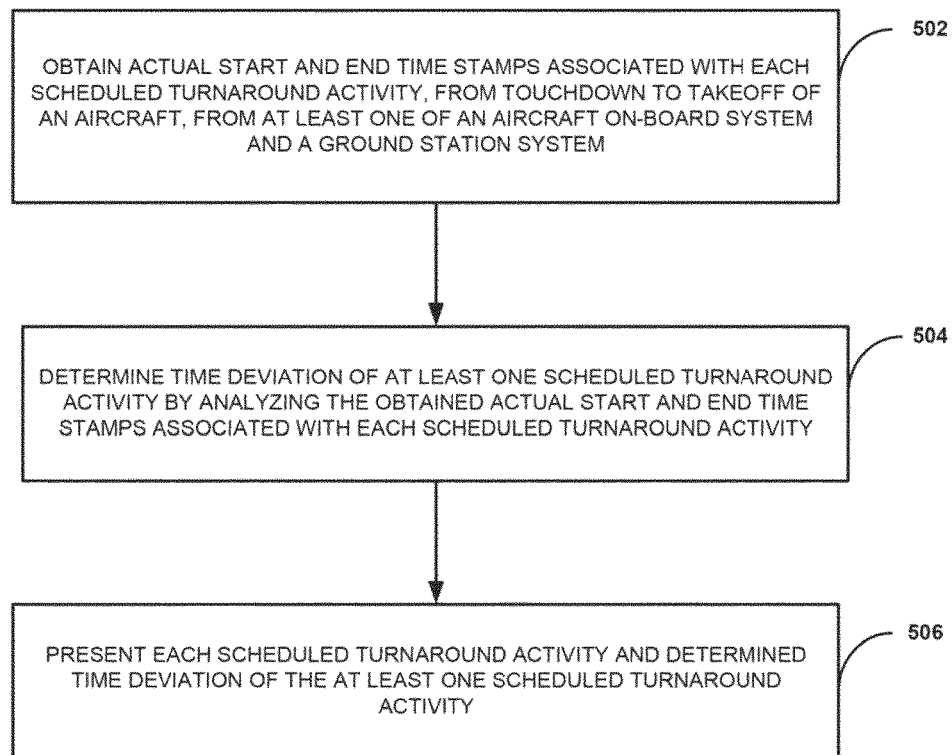 502
OBTAIN ACTUAL START AND END TIME STAMPS ASSOCIATED WITH EACH
SCHEDULED TURNAROUND ACTIVITY, FROM TOUCHDOWN TO TAKEOFF OF
AN AIRCRAFT, FROM AT LEAST ONE OF AN AIRCRAFT ON-BOARD SYSTEM
AND A GROUND STATION SYSTEM
504
DETERMINE TIME DEVIATION OF AT LEAST ONE SCHEDULED TURNAROUND
ACTIVITY BY ANALYZING THE OBTAINED ACTUAL START AND END TIME
STAMPS ASSOCIATED WITH EACH SCHEDULED TURNAROUND ACTIVITY
506
PRESENT EACH SCHEDULED TURNAROUND ACTIVITY AND DETERMINED
TIME DEVIATION OF THE AT LEAST ONE SCHEDULED TURNAROUND
ACTIVITY